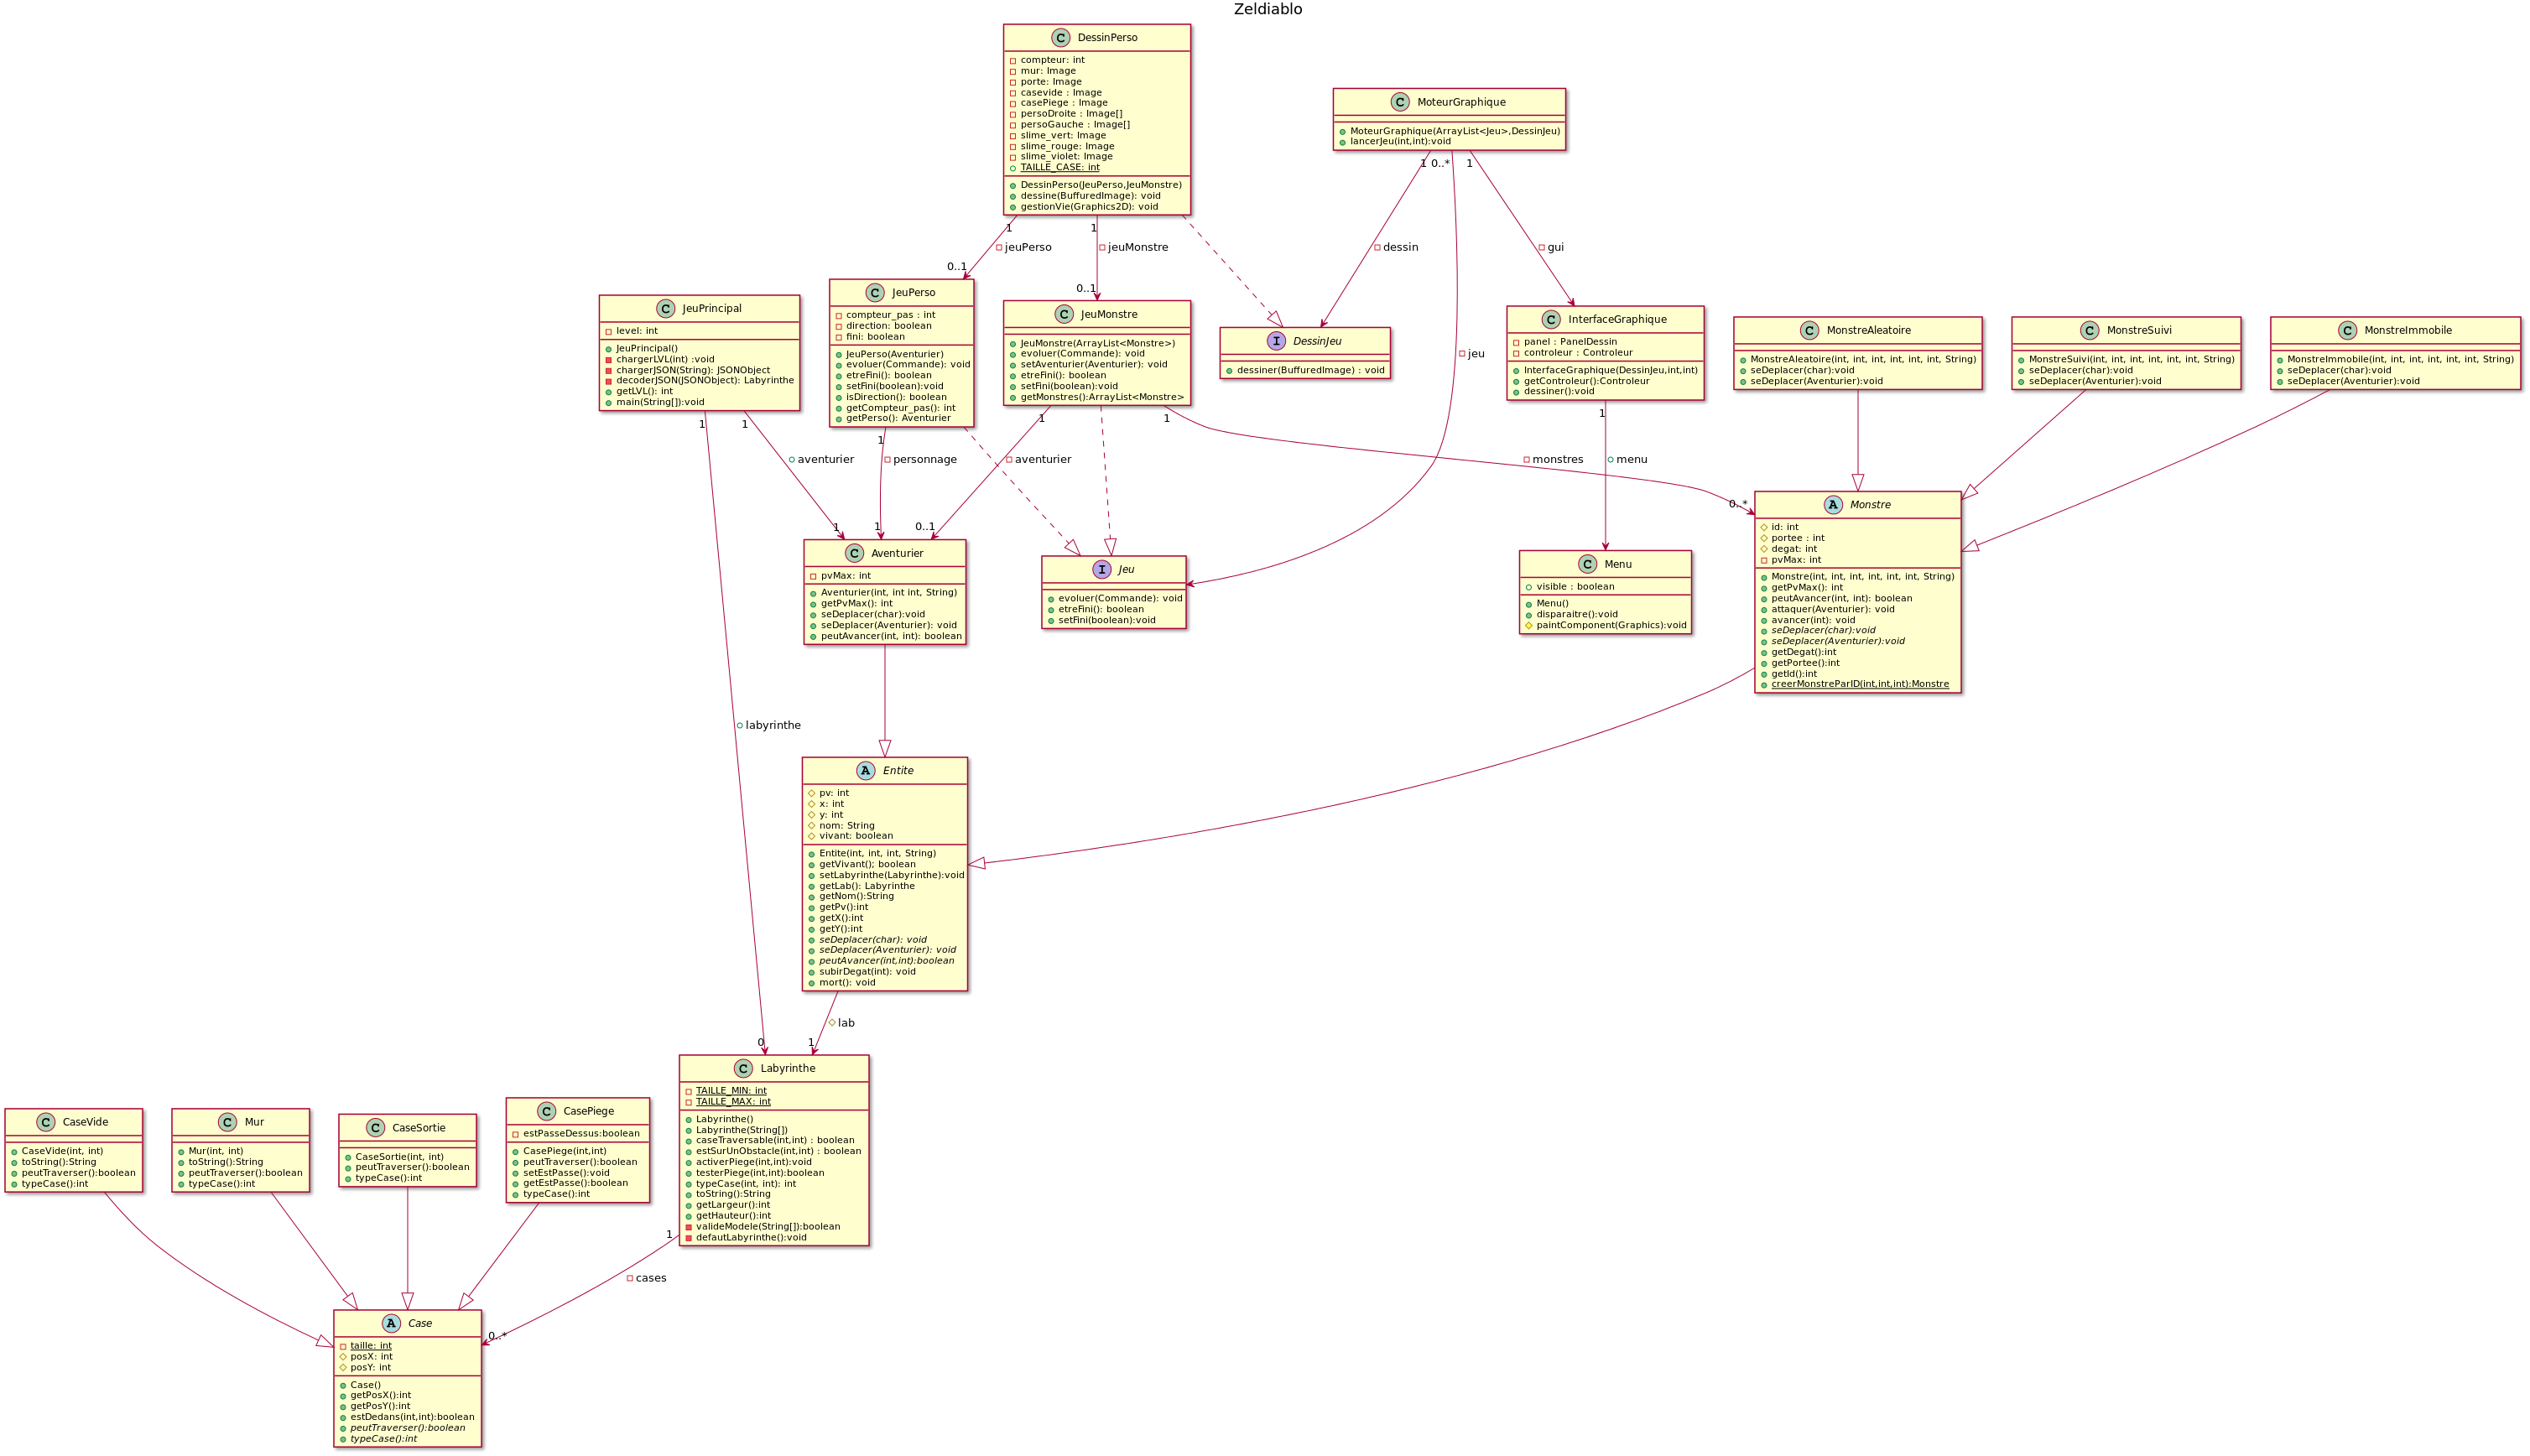 Zeldiablo
C DessinPerso
compteur: int
mur: Image
porte: Image
casevide : Image
casePiege : Image
persoDroite : Image[]
persoGauche : Image[]
slime_vert: Image
slime_rouge: Image
slime_violet: Image
TAILLE_CASE: int
DessinPerso(JeuPerso,JeuMonstre)
dessine(BuffuredImage): void
gestionVie(Graphics2D): void
C MoteurGraphique
MoteurGraphique(ArrayList<Jeu>,DessinJeu)
lancerJeu(int,int):void
1
jeuPerso
0..1
1
jeuMonstre
0..1
1
dessin
0..*
jeu
1
gui
C JeuPrincipal
level: int
JeuPrincipal()
chargerLVL(int) :void
chargerJSON(String): JSONObject
decoderJSON(JSONObject): Labyrinthe
getLVL(): int
main(String[]):void
C JeuPerso
compteur_pas : int
direction: boolean
fini: boolean
JeuPerso(Aventurier)
evoluer(Commande): void
etreFini(): boolean
setFini(boolean):void
isDirection(): boolean
getCompteur_pas(): int
getPerso(): Aventurier
C JeuMonstre
JeuMonstre(ArrayList<Monstre>)
evoluer(Commande): void
setAventurier(Aventurier): void
etreFini(): boolean
setFini(boolean):void
getMonstres():ArrayList<Monstre>
I DessinJeu
dessiner(BuffuredImage) : void
C InterfaceGraphique
panel : PanelDessin
controleur : Controleur
InterfaceGraphique(DessinJeu,int,int)
getControleur():Controleur
dessiner():void
C MonstreAleatoire
MonstreAleatoire(int, int, int, int, int, int, String)
seDeplacer(char):void
seDeplacer(Aventurier):void
C MonstreSuivi
MonstreSuivi(int, int, int, int, int, int, String)
seDeplacer(char):void
seDeplacer(Aventurier):void
C MonstreImmobile
MonstreImmobile(int, int, int, int, int, int, String)
seDeplacer(char):void
seDeplacer(Aventurier):void
1
labyrinthe
0
1
aventurier
1
1
personnage
1
1
aventurier
0..1
1
monstres
0..*
1
menu
C Aventurier
pvMax: int
Aventurier(int, int int, String)
getPvMax(): int
seDeplacer(char):void
seDeplacer(Aventurier): void
peutAvancer(int, int): boolean
I Jeu
evoluer(Commande): void
etreFini(): boolean
setFini(boolean):void
C Menu
visible : boolean
Menu()
disparaitre():void
paintComponent(Graphics):void
A Monstre
id: int
portee : int
degat: int
pvMax: int
Monstre(int, int, int, int, int, int, String)
getPvMax(): int
peutAvancer(int, int): boolean
attaquer(Aventurier): void
avancer(int): void
seDeplacer(char):void
seDeplacer(Aventurier):void
getDegat():int
getPortee():int
getId():int
creerMonstreParID(int,int,int):Monstre
A Entite
pv: int
x: int
y: int
nom: String
vivant: boolean
Entite(int, int, int, String)
getVivant(); boolean
setLabyrinthe(Labyrinthe):void
getLab(): Labyrinthe
getNom():String
getPv():int
getX():int
getY():int
seDeplacer(char): void
seDeplacer(Aventurier): void
peutAvancer(int,int):boolean
subirDegat(int): void
mort(): void
lab
1
C Labyrinthe
TAILLE_MIN: int
TAILLE_MAX: int
Labyrinthe()
Labyrinthe(String[])
caseTraversable(int,int) : boolean
estSurUnObstacle(int,int) : boolean
activerPiege(int,int):void
testerPiege(int,int):boolean
typeCase(int, int): int
toString():String
getLargeur():int
getHauteur():int
valideModele(String[]):boolean
defautLabyrinthe():void
C CaseVide
CaseVide(int, int)
toString():String
peutTraverser():boolean
typeCase():int
C Mur
Mur(int, int)
toString():String
peutTraverser():boolean
typeCase():int
C CaseSortie
CaseSortie(int, int)
peutTraverser():boolean
typeCase():int
C CasePiege
estPasseDessus:boolean
CasePiege(int,int)
peutTraverser():boolean
setEstPasse():void
getEstPasse():boolean
typeCase():int
1
cases
0..*
A Case
taille: int
posX: int
posY: int
Case()
getPosX():int
getPosY():int
estDedans(int,int):boolean
peutTraverser():boolean
typeCase():int